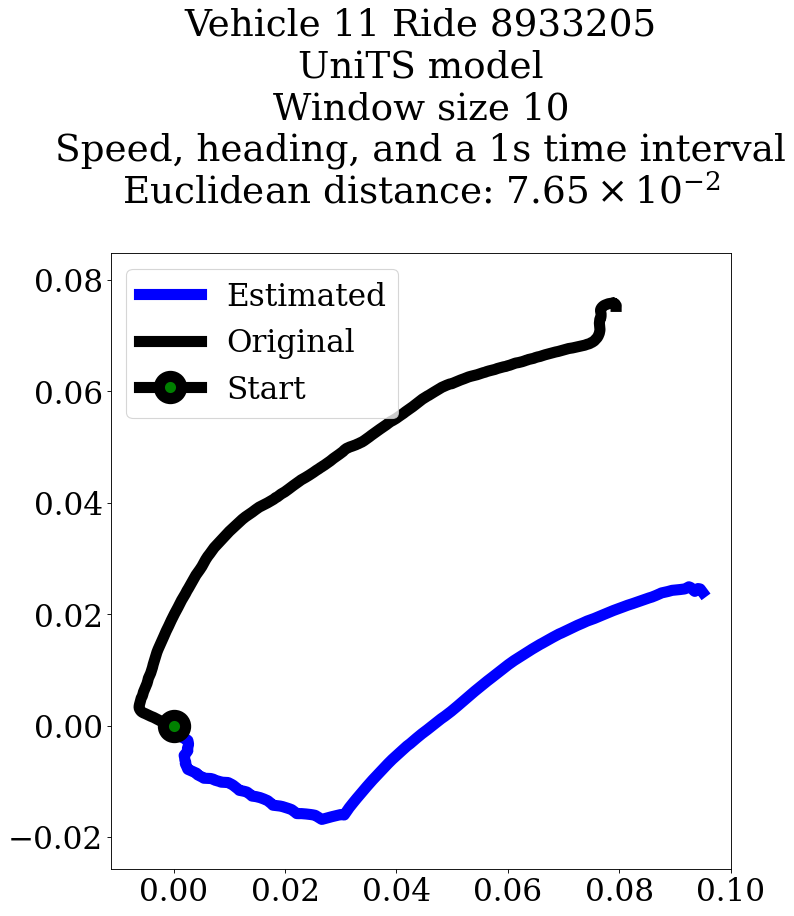 Vehicle 11 Ride 8933205
UniTS model
Window size 10
Speed, heading, and a 1s time interval
Euclidean distance: 7.65 × 10⁻²
Estimated
Original
Start
0.08
0.06
0.04
0.02
0.00
−0.02
0.00 0.02 0.04 0.06 0.08 0.10